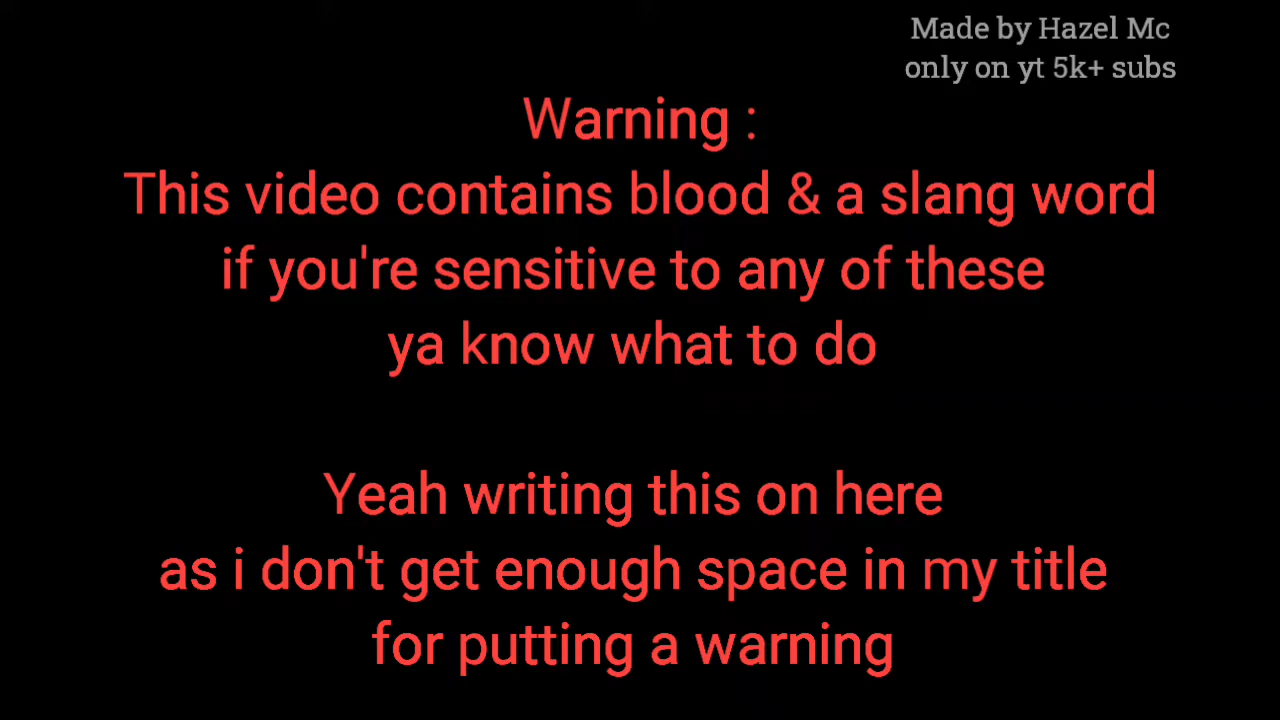 Made by Hazel Mc
only on yt 5k+ subs
Warning :
This video contains blood & a slang word
if you're sensitive to any of these
ya know what to do
Yeah writing this on here
as i don't get enough space in my title
for putting a warning